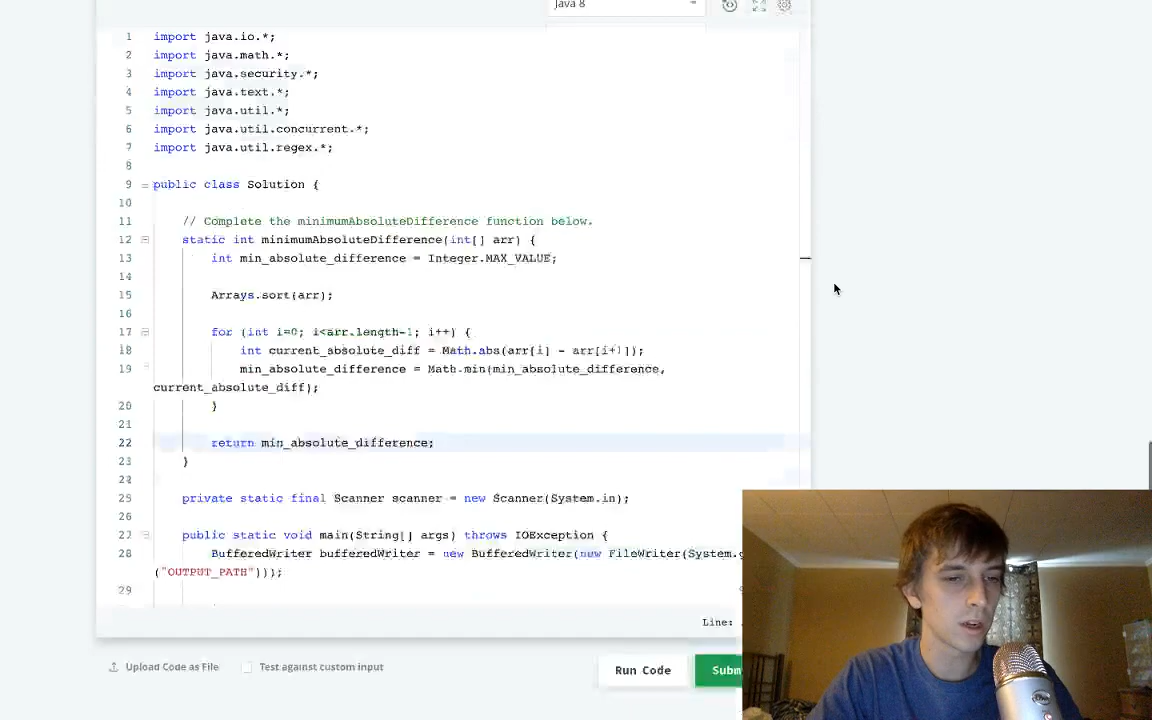 Java 8
1 import java.io.*;
2 import java.math.*;
3 import java.security.*;
4 import java.text.*;
5 import java.util.*;
6 import java.util.concurrent.*;
7 import java.util.regex.*;
8
9 public class Solution {
10
11 // Complete the minimumAbsoluteDifference function below.
12 static int minimumAbsoluteDifference(int[] arr) {
13 int min_absolute_difference = Integer.MAX_VALUE;
14
15 Arrays.sort(arr);
16
17 for (int i=0; i<arr.length-1; i++) {
18 int current_absolute_diff = Math.abs(arr[i] - arr[i+1]);
19 min_absolute_difference = Math.min(min_absolute_difference,
current_absolute_diff);
20 }
21
22 return min_absolute_difference;
23 }
24
25 private static final Scanner scanner = new Scanner(System.in);
26
27 public static void main(String[] args) throws IOException {
28 BufferedWriter bufferedWriter = new BufferedWriter(new FileWriter(System.g
("OUTPUT_PATH")));
29
Line:
Upload Code as File
Test against custom input
Run Code
Subm